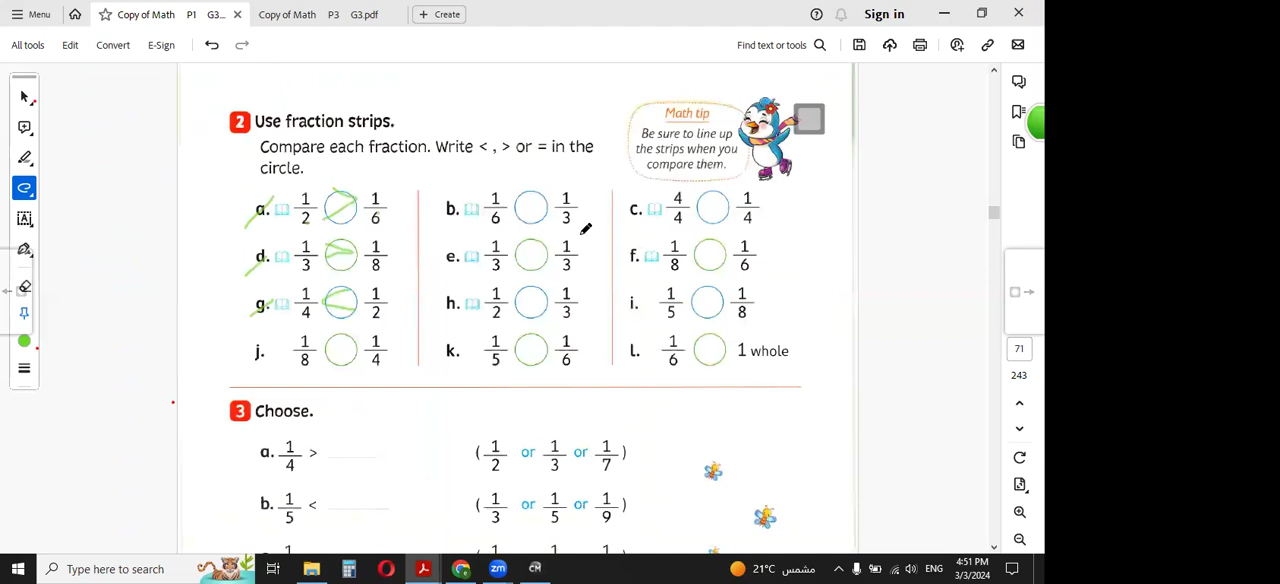 Menu
Copy of Math P1 G3...
Copy of Math P3 G3.pdf
+ Create
Sign in
All tools Edit Convert E-Sign
Find text or tools
2 Use fraction strips.
Compare each fraction. Write < , > or = in the
circle.
Math tip
Be sure to line up
the strips when you
compare them.
a. 1/2 > 1/6
b. 1/6 1/3
c. 4/4 1/4
d. 1/3 > 1/8
e. 1/3 1/3
f. 1/8 1/6
g. 1/4 < 1/2
h. 1/2 1/3
i. 1/5 1/8
j. 1/8 1/4
k. 1/5 1/6
l. 1/6 1 whole
3 Choose.
a. 1/4 > ______ ( 1/2 or 1/3 or 1/7 )
b. 1/5 < ______ ( 1/3 or 1/5 or 1/9 )
71
243
Type here to search
21°C مشمس
ENG
4:51 PM
3/3/2024